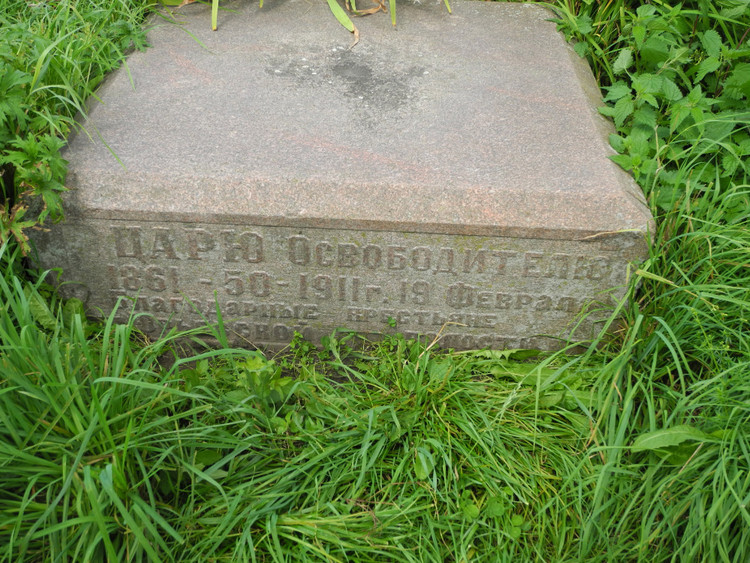 ЦАРЮ ОСВОБОДИТЕЛЮ
1861 - 50 - 1911 г. 19 ФЕВРАЛЯ
БЛАГОДАРНЫЕ КРЕСТЬЯНЕ